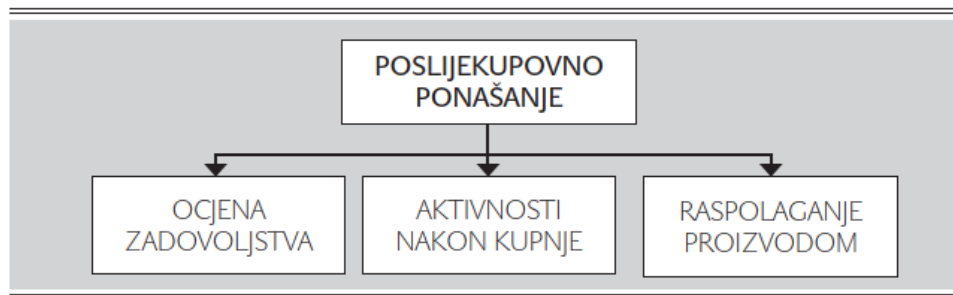 POSLIJEKUPOVNO
PONAŠANJE
OCJENA
ZADOVOLJSTVA
AKTIVNOSTI
NAKON KUPNJE
RASPOLAGANJE
PROIZVODOM